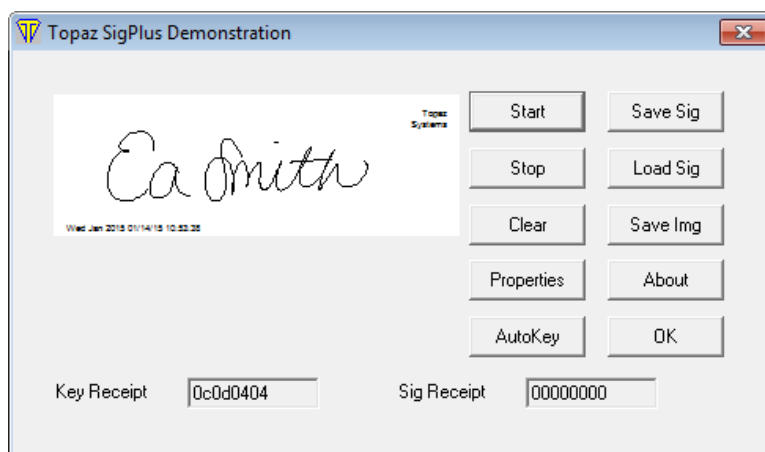 Topaz SigPlus Demonstration
Topaz
Systems
Ea Smith
Wed Jan 2015 01/14/15 10:53:38
Start
Save Sig
Stop
Load Sig
Clear
Save Img
Properties
About
AutoKey
OK
Key Receipt 0c0d0404
Sig Receipt 00000000